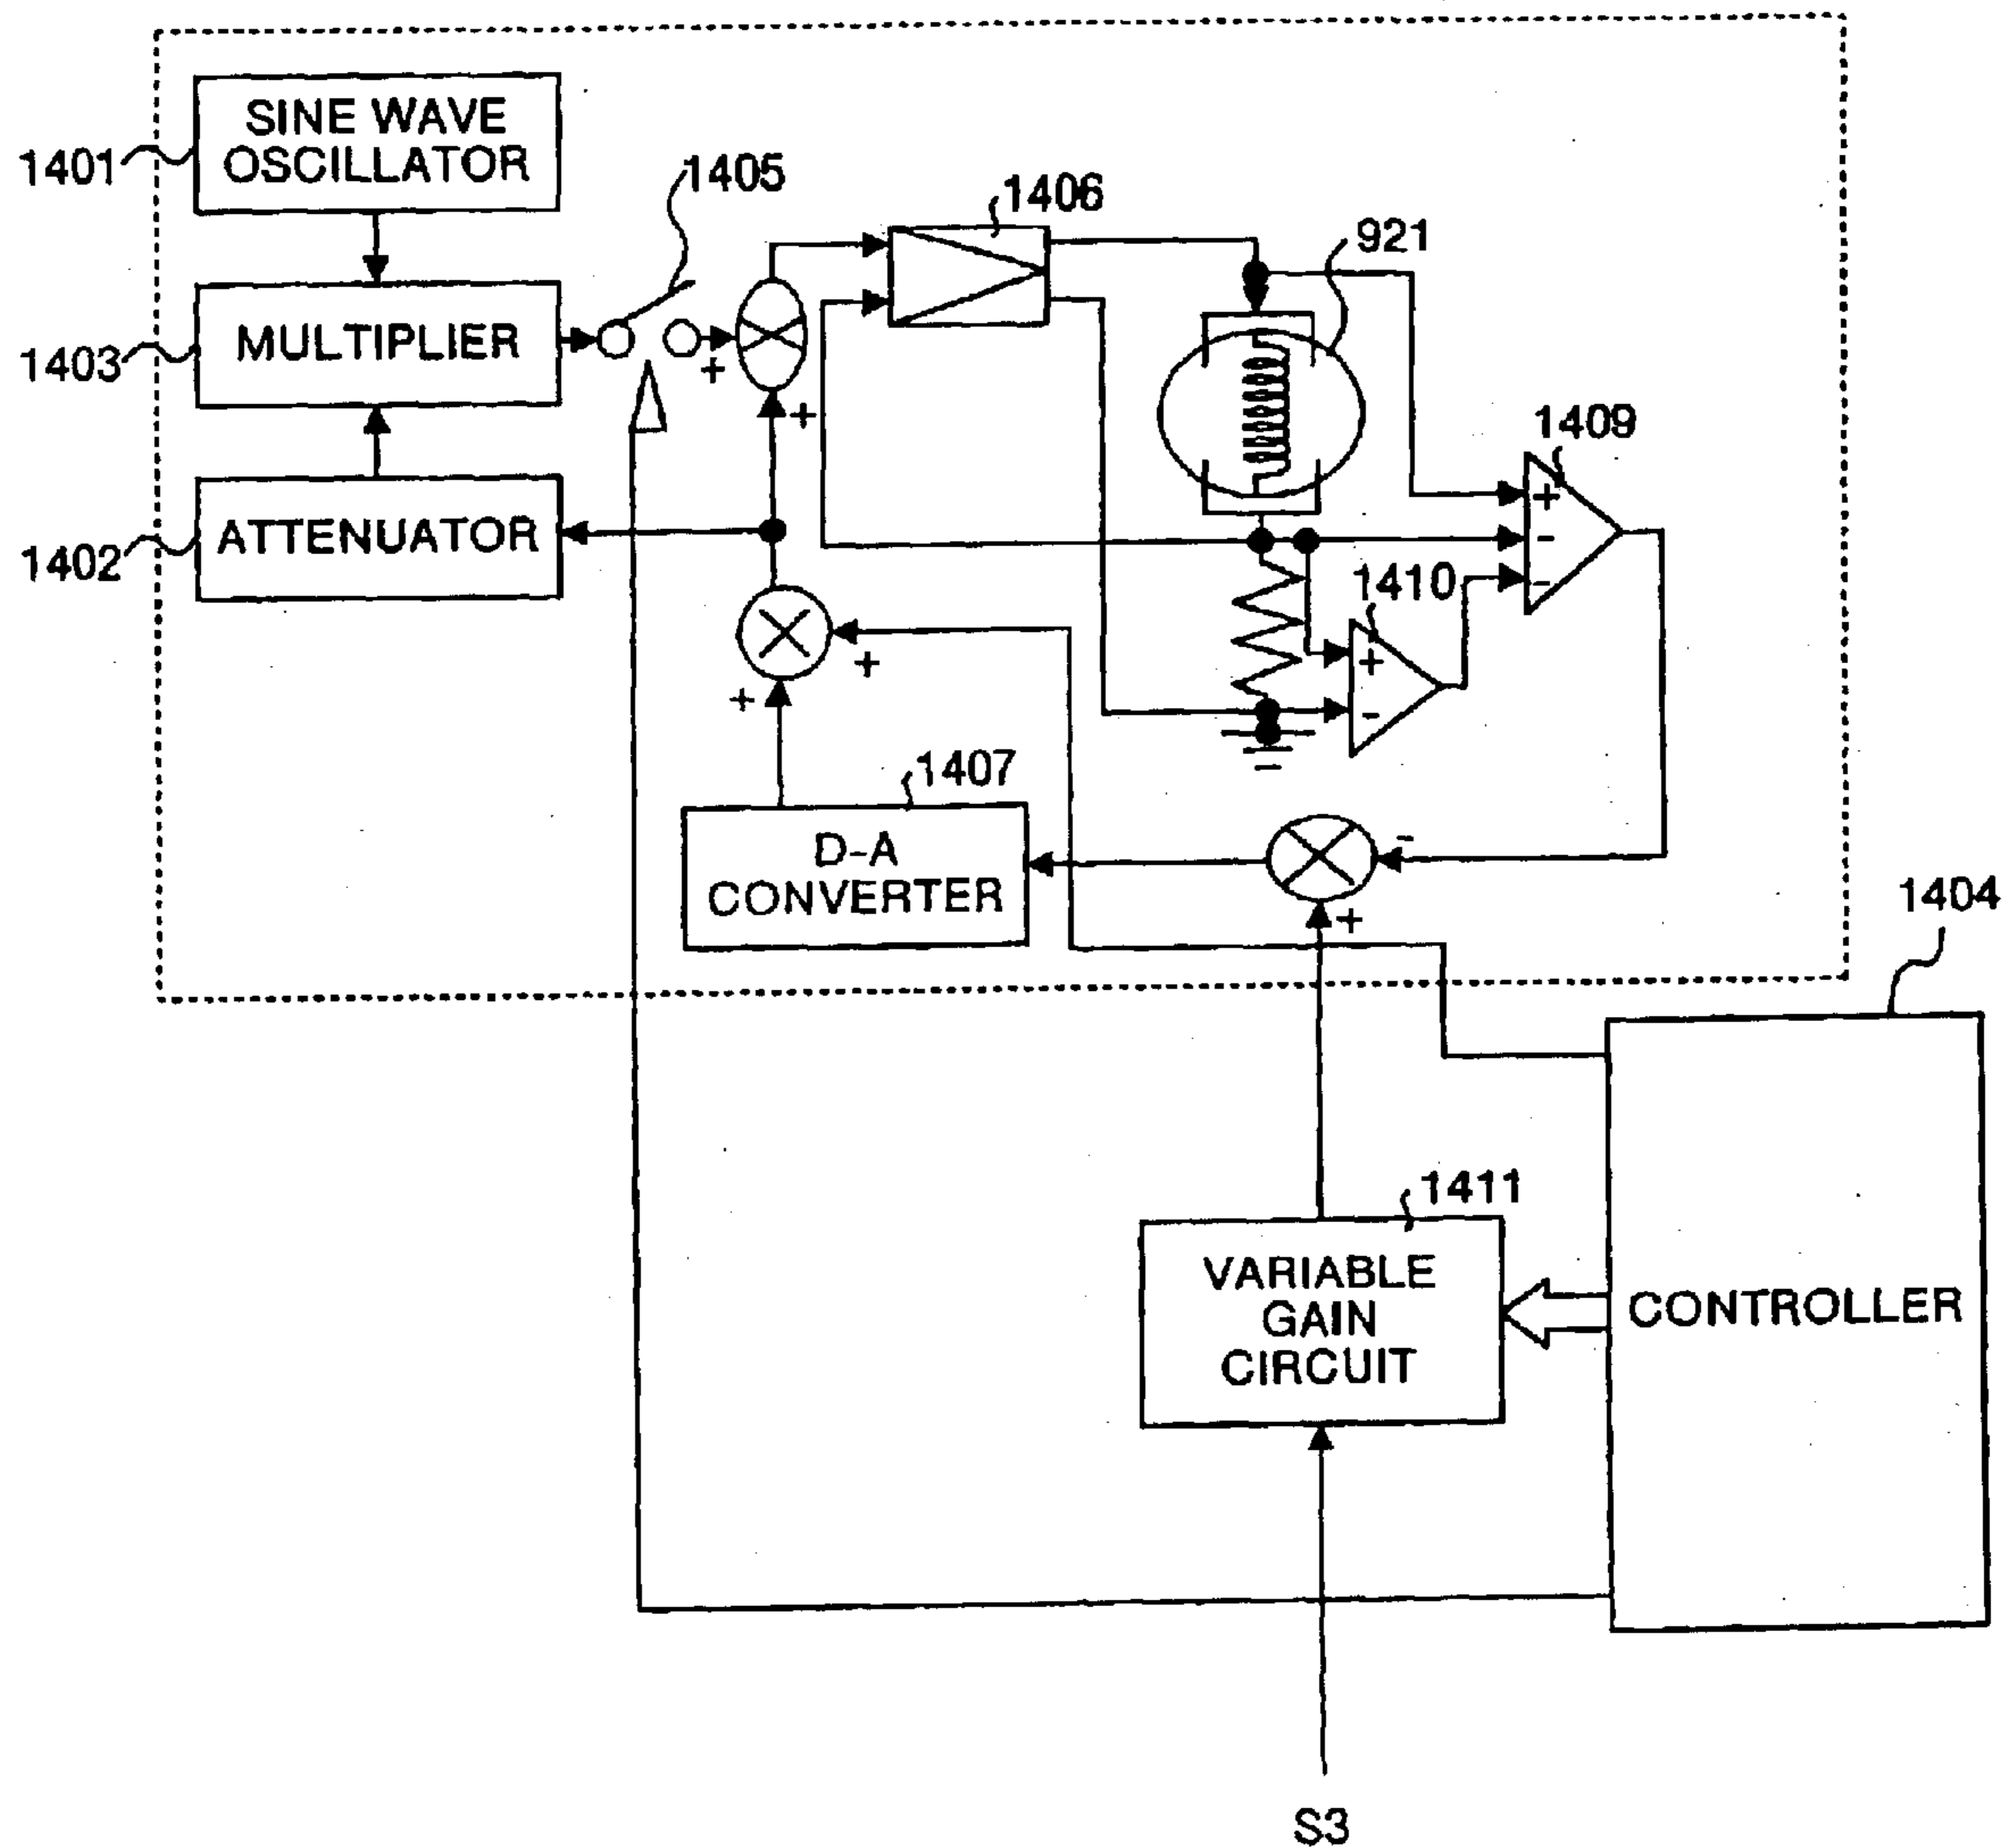 SINE WAVE
OSCILLATOR
1401
1405
1406
921
MULTIPLIER
1403
+
+
1409
+
-
-
ATTENUATOR
1402
1410
+
-
+
+
1407
D-A
CONVERTER
-
+
1404
1411
VARIABLE
GAIN
CIRCUIT
CONTROLLER
S3